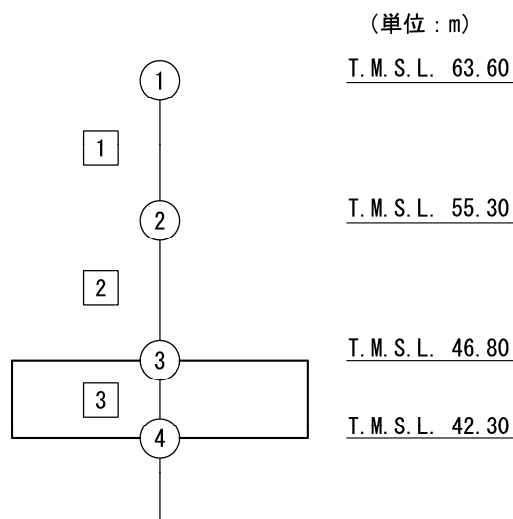 （単位：m）
① T.M.S.L. 63.60
1
② T.M.S.L. 55.30
2
③ T.M.S.L. 46.80
3
④ T.M.S.L. 42.30